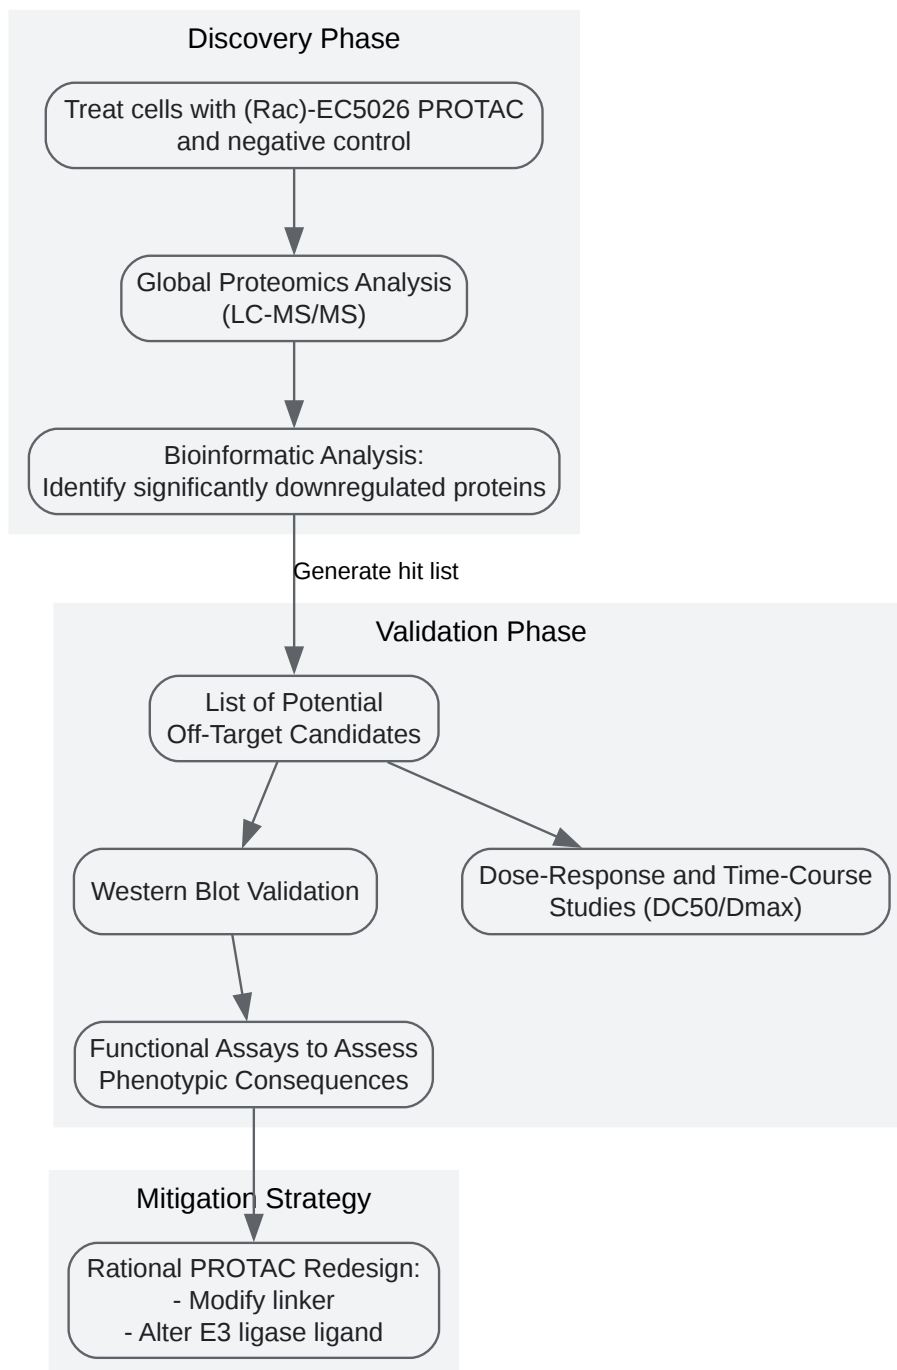 Discovery Phase
Treat cells with (Rac)-EC5026 PROTAC
and negative control
Global Proteomics Analysis
(LC-MS/MS)
Bioinformatic Analysis:
Identify significantly downregulated proteins
Generate hit list
Validation Phase
List of Potential
Off-Target Candidates
Western Blot Validation
Dose-Response and Time-Course
Studies (DC50/Dmax)
Functional Assays to Assess
Phenotypic Consequences
Mitigation Strategy
Rational PROTAC Redesign:
- Modify linker
- Alter E3 ligase ligand